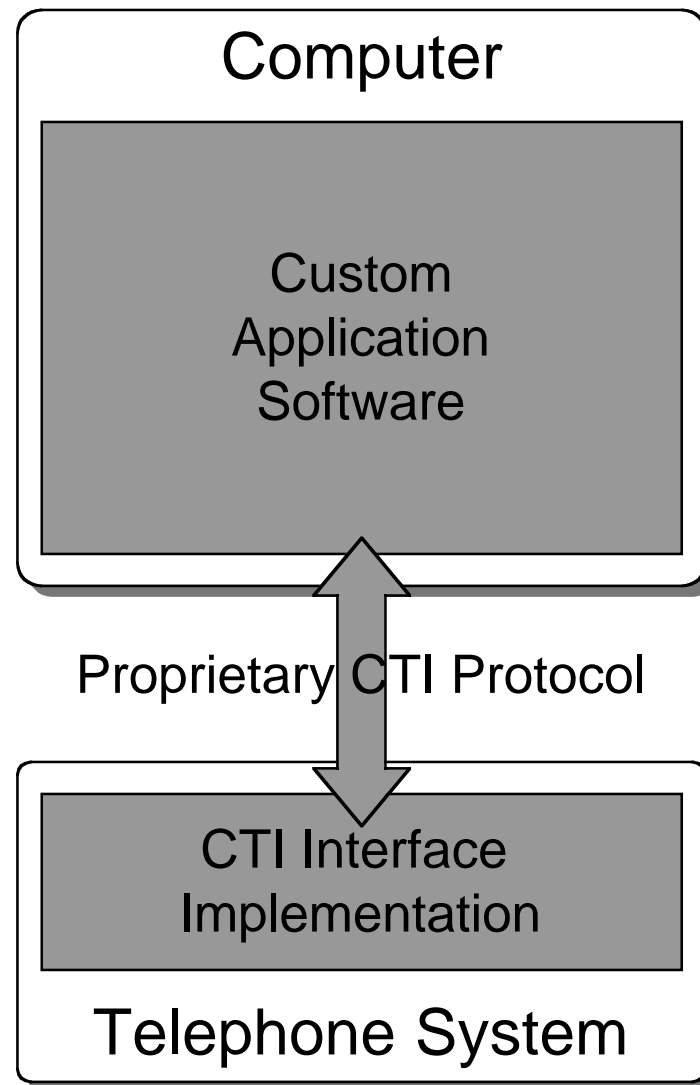 Computer
Custom
Application
Software
Proprietary CTI Protocol
CTI Interface
Implementation
Telephone System